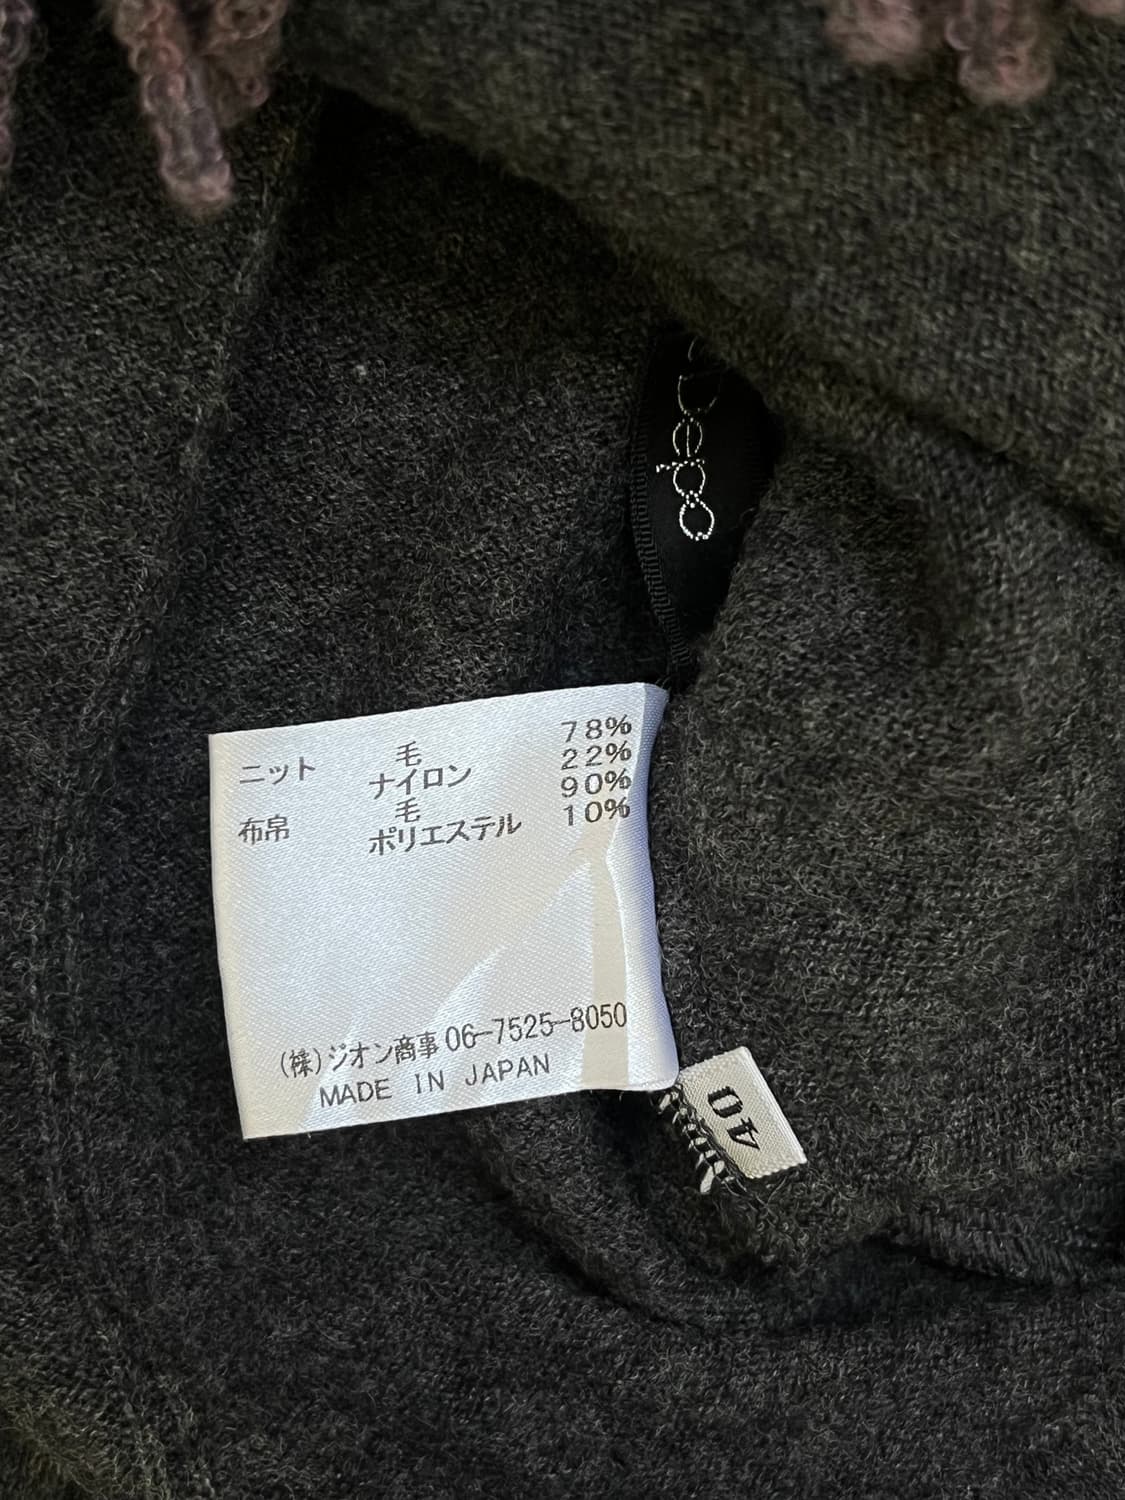 ニット 毛 78%
ナイロン 22%
布帛 毛 90%
ポリエステル 10%
(株)ジオン商事 06-7525-8050
MADE IN JAPAN
40